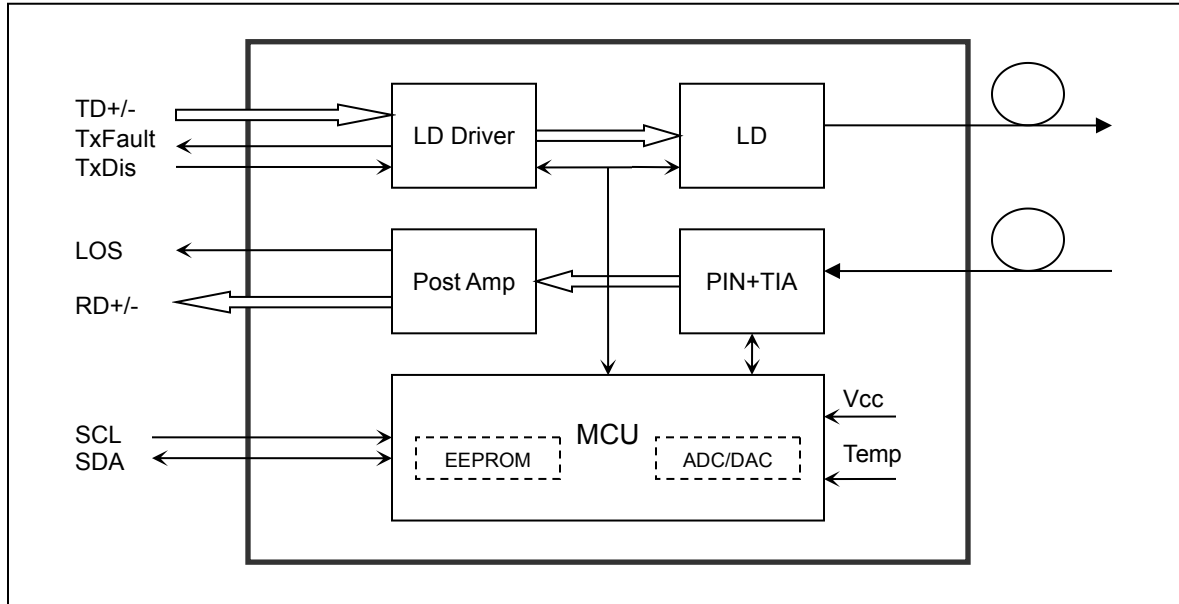 TD+/-
TxFault
TxDis
LD Driver
LD
LOS
RD+/-
Post Amp
PIN+TIA
SCL
SDA
MCU
EEPROM
ADC/DAC
Vcc
Temp